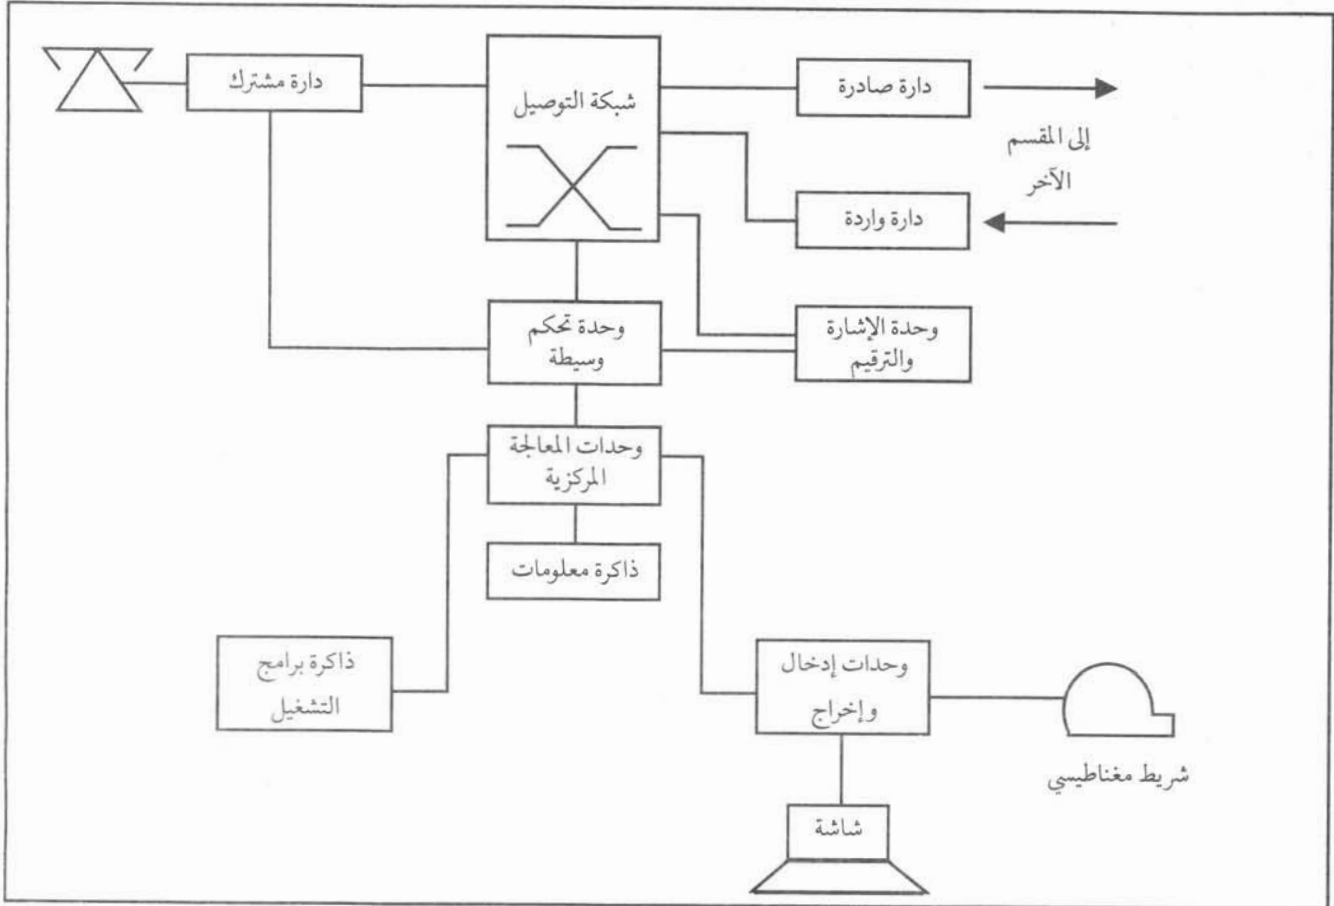 دارة مشترك
شبكة التوصيل
دارة صادرة
إلى المقسم
الآخر
دارة واردة
وحدة تحكم
وسيطة
وحدة الإشارة
والترقيم
وحدات المعالجة
المركزية
ذاكرة معلومات
ذاكرة برامج
التشغيل
وحدات إدخال
وإخراج
شريط مغناطيسي
شاشة